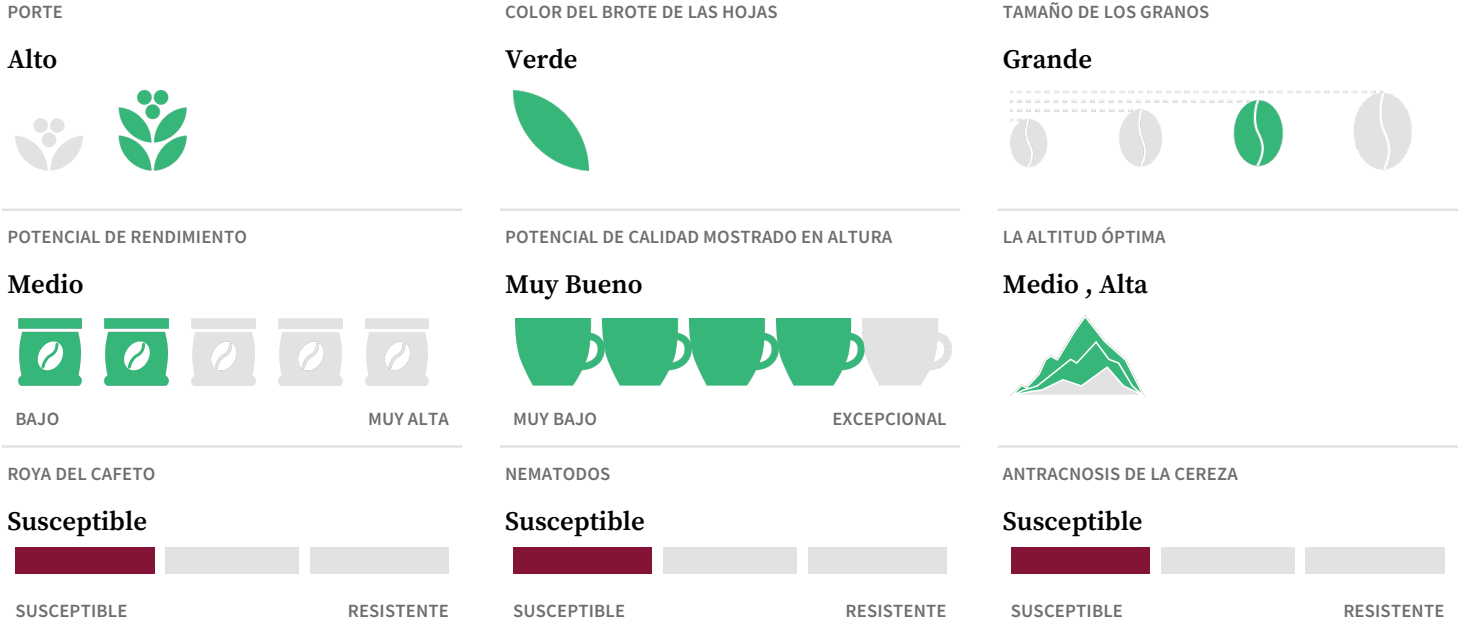 PORTE
Alto
COLOR DEL BROTE DE LAS HOJAS
Verde
TAMAÑO DE LOS GRANOS
Grande
POTENCIAL DE RENDIMIENTO
Medio
BAJO
MUY ALTA
POTENCIAL DE CALIDAD MOSTRADO EN ALTURA
Muy Bueno
MUY BAJO
EXCEPCIONAL
LA ALTITUD ÓPTIMA
Medio , Alta
ROYA DEL CAFETO
Susceptible
SUSCEPTIBLE
RESISTENTE
NEMATODOS
Susceptible
SUSCEPTIBLE
RESISTENTE
ANTRACNOSIS DE LA CEREZA
Susceptible
SUSCEPTIBLE
RESISTENTE